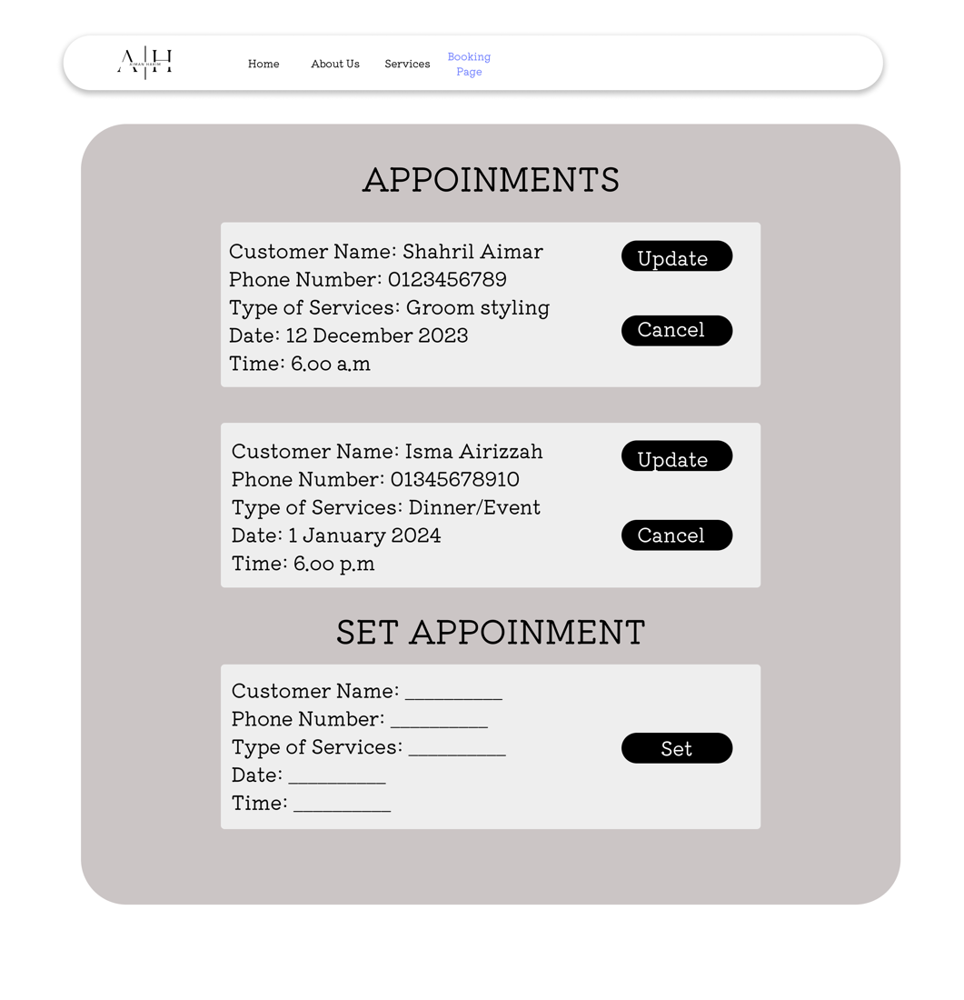 A|H
AIMAN HAKIM
Home
About Us
Services
Booking
Page
APPOINMENTS
Customer Name: Shahril Aimar
Phone Number: 0123456789
Type of Services: Groom styling
Date: 12 December 2023
Time: 6.00 a.m
Update
Cancel
Customer Name: Isma Airizzah
Phone Number: 01345678910
Type of Services: Dinner/Event
Date: 1 January 2024
Time: 6.00 p.m
Update
Cancel
SET APPOINMENT
Customer Name: __________
Phone Number: __________
Type of Services: __________
Date: __________
Time: __________
Set